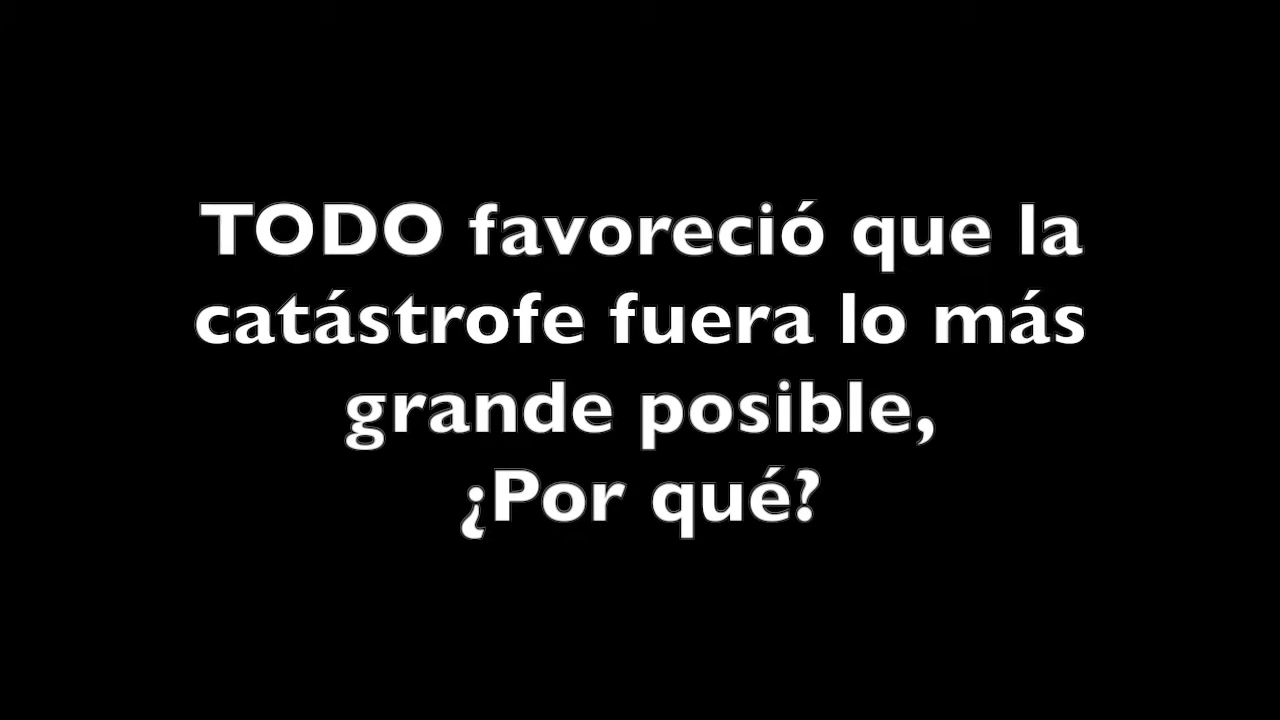 TODO favoreció que la
catástrofe fuera lo más
grande posible,
¿Por qué?